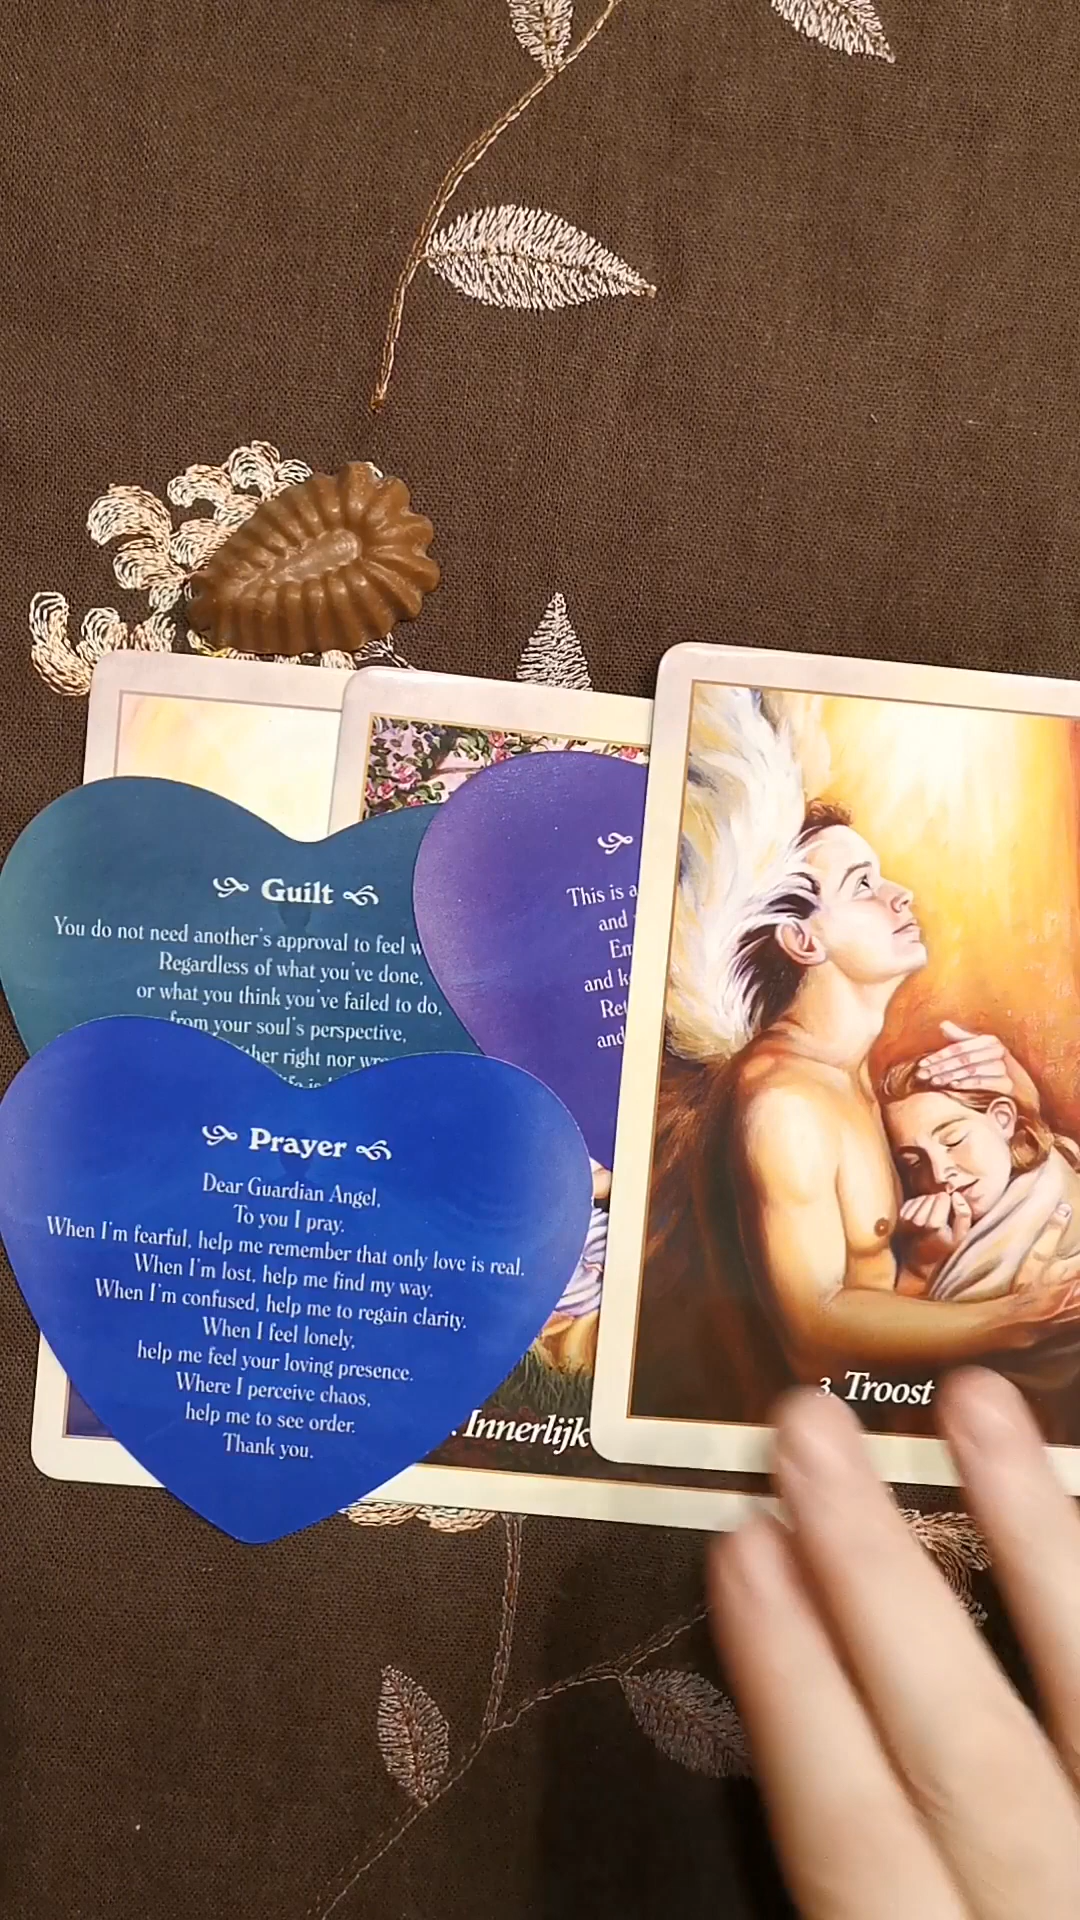 Guilt
You do not need another's approval to feel
Regardless of what you've done,
or what you think you've failed to do,
from your soul's perspective,
right nor
This is a
and
and
Prayer
Dear Guardian Angel,
To you I pray.
When I'm fearful, help me remember that only love is real.
When I'm lost, help me find my way.
When I'm confused, help me to regain clarity.
When I feel lonely,
help me feel your loving presence.
Where I perceive chaos,
help me to see order.
Thank you.
Innerlijk
3. Troost